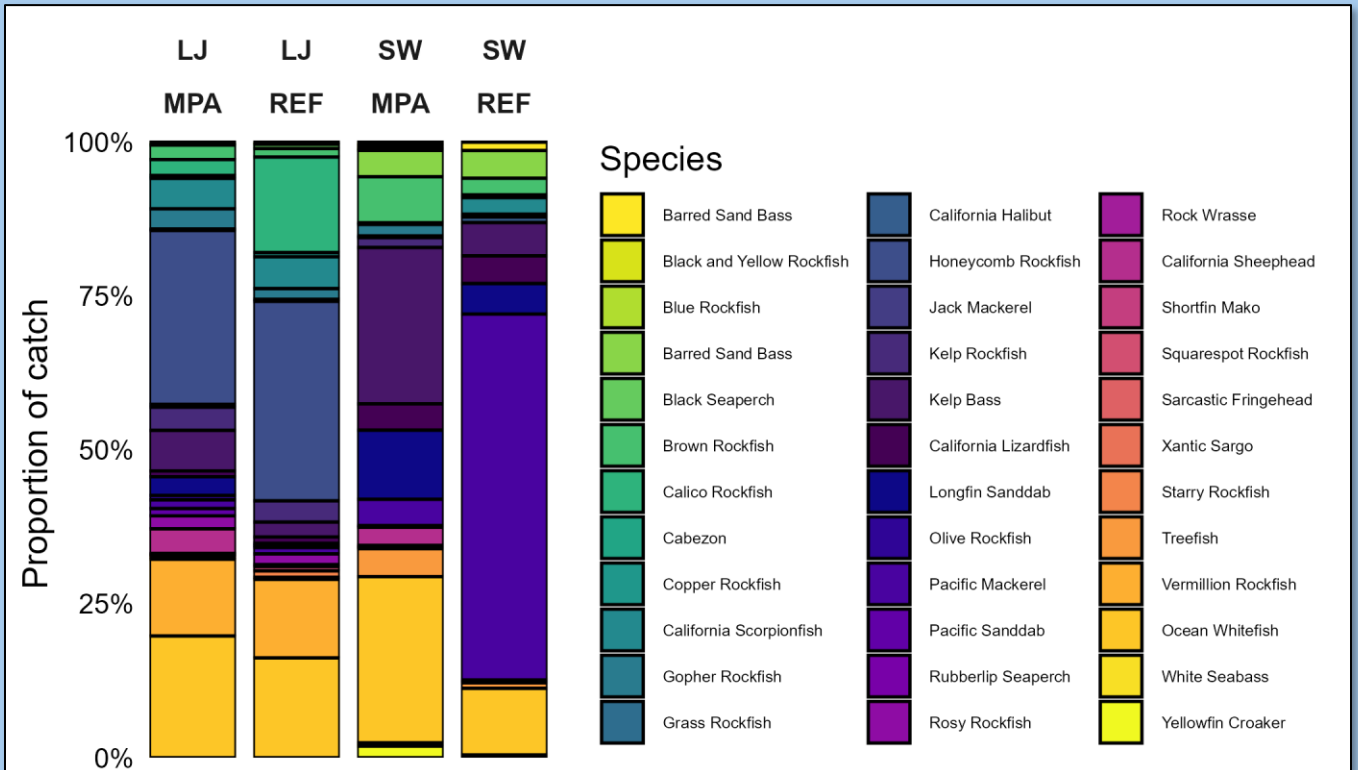 LJ
MPA
LJ
REF
SW
MPA
SW
REF
Proportion of catch
100%
75%
50%
25%
0%
Species
Barred Sand Bass
Black and Yellow Rockfish
Blue Rockfish
Barred Sand Bass
Black Seaperch
Brown Rockfish
Calico Rockfish
Cabezon
Copper Rockfish
California Scorpionfish
Gopher Rockfish
Grass Rockfish
California Halibut
Honeycomb Rockfish
Jack Mackerel
Kelp Rockfish
Kelp Bass
California Lizardfish
Longfin Sanddab
Olive Rockfish
Pacific Mackerel
Pacific Sanddab
Rubberlip Seaperch
Rosy Rockfish
Rock Wrasse
California Sheephead
Shortfin Mako
Squarespot Rockfish
Sarcastic Fringehead
Xantic Sargo
Starry Rockfish
Treefish
Vermillion Rockfish
Ocean Whitefish
White Seabass
Yellowfin Croaker